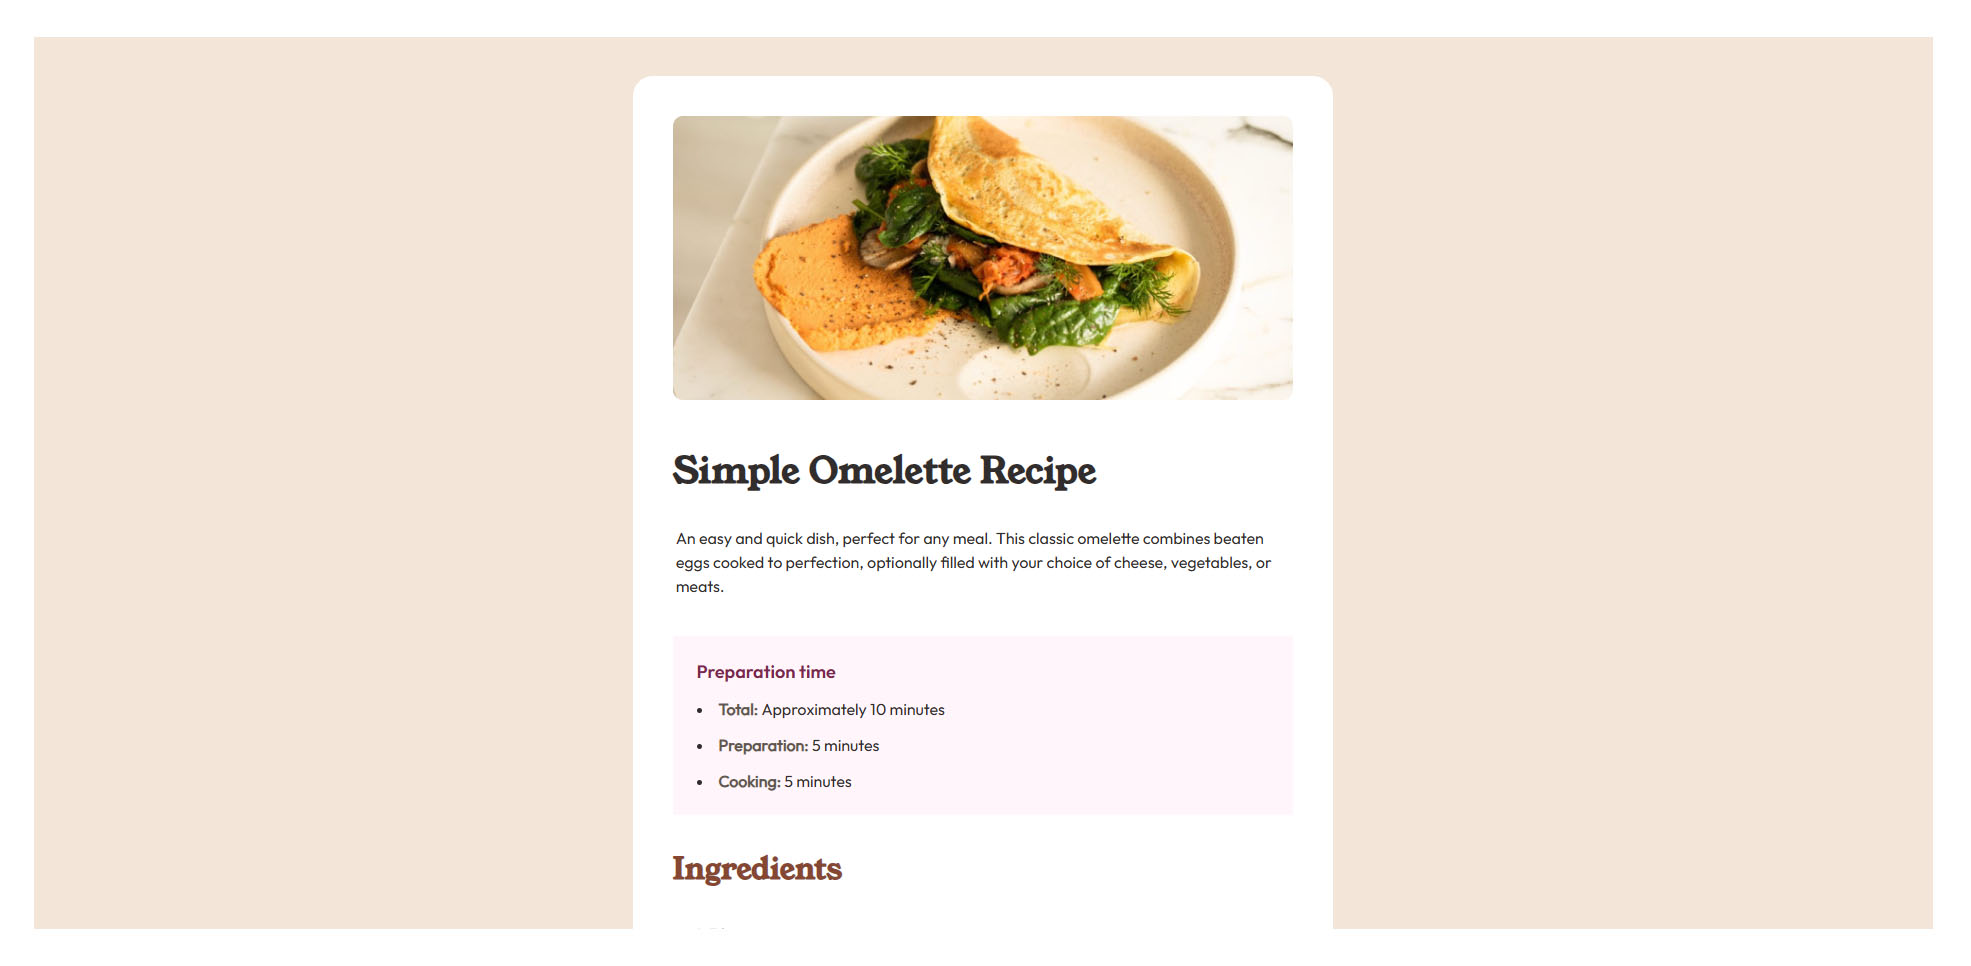 Simple Omelette Recipe
An easy and quick dish, perfect for any meal. This classic omelette combines beaten
eggs cooked to perfection, optionally filled with your choice of cheese, vegetables, or
meats.
Preparation time
• Total: Approximately 10 minutes
• Preparation: 5 minutes
• Cooking: 5 minutes
Ingredients